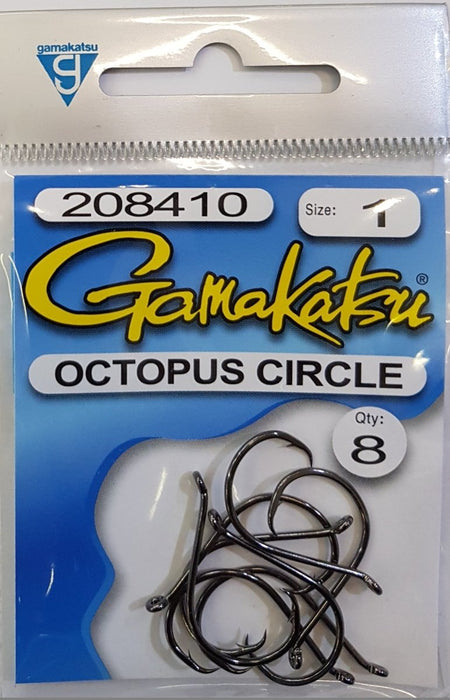 gamakatsu
g
208410
Size: 1
Gamakatsu®
OCTOPUS CIRCLE
Qty:
8